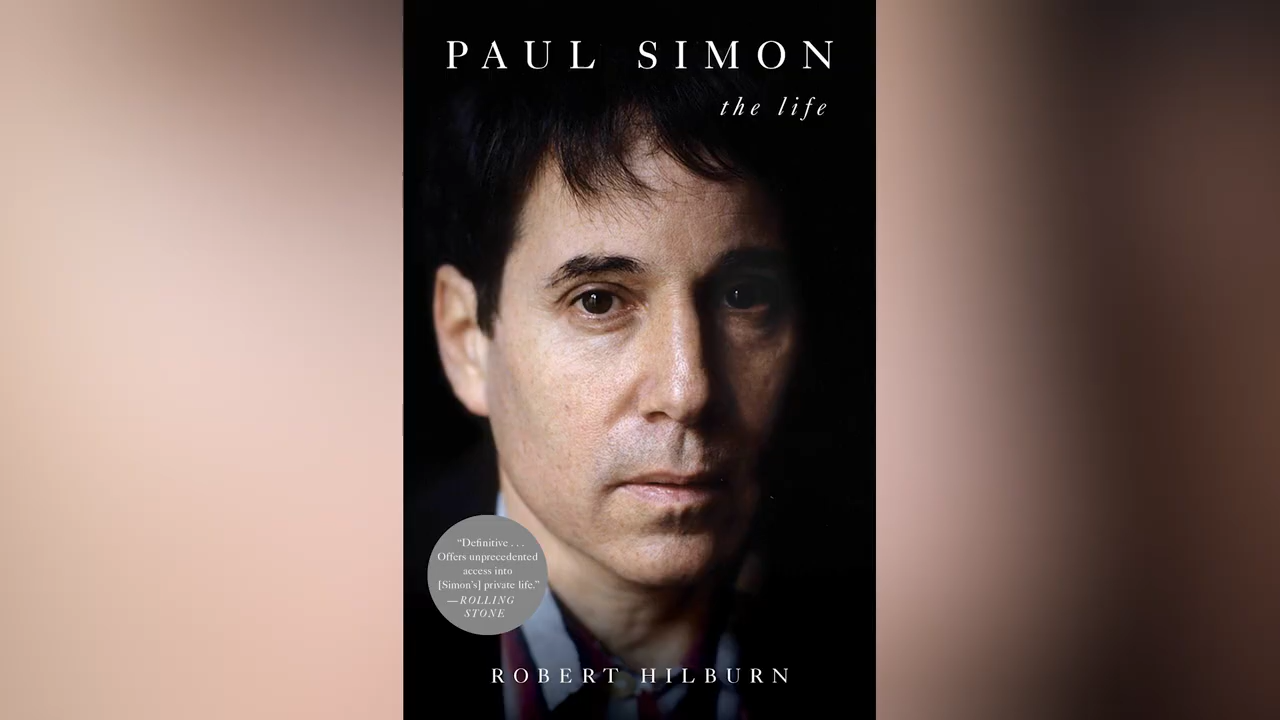 PAUL SIMON
the life
“Definitive . . .
Offers unprecedented
access into
[Simon’s] private life.”
—ROLLING
STONE
ROBERT HILBURN